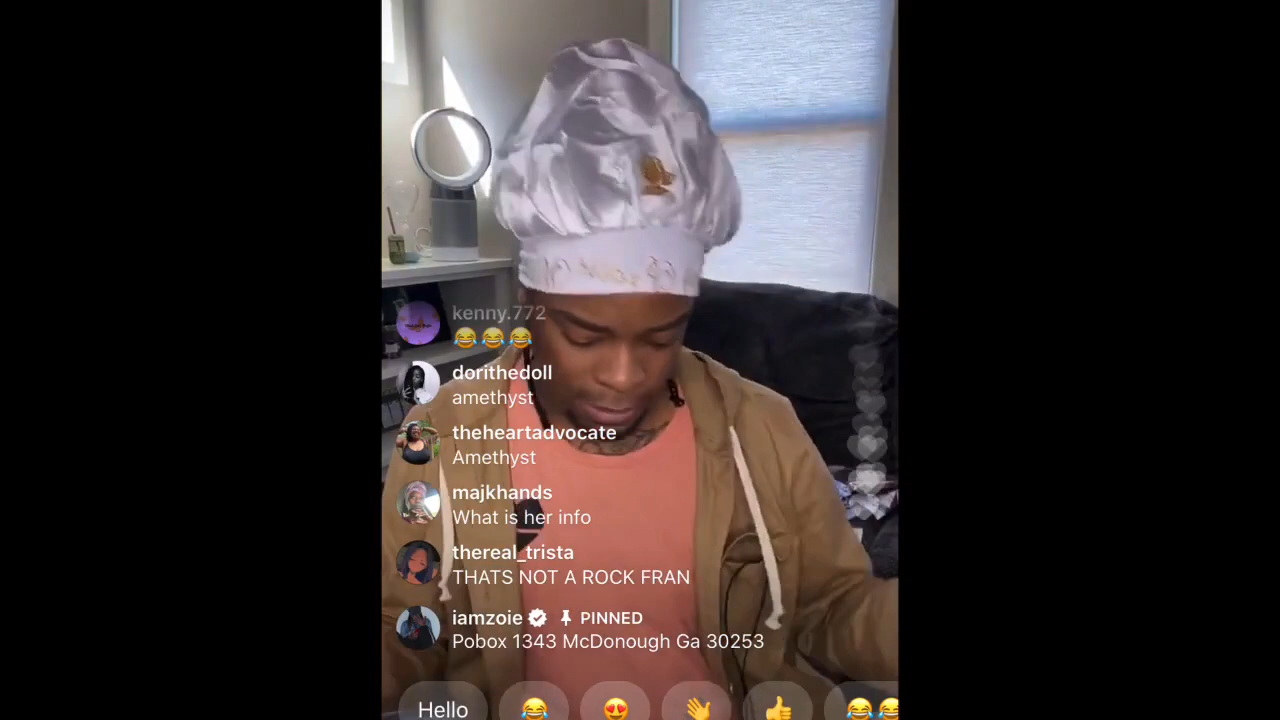 kenny.772
😂😂😂
dorithedoll
amethyst
theheartadvocate
Amethyst
majkhands
What is her info
thereal_trista
THATS NOT A ROCK FRAN
iamzoie PINNED
Pobox 1343 McDonough Ga 30253
Hello 😂 😍 👋 👍 😂😂